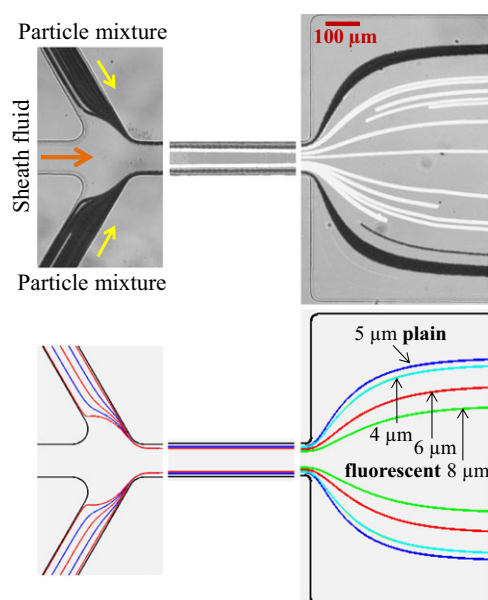 Particle mixture
100 µm
Sheath fluid
Particle mixture
5 µm plain
4 µm
6 µm
fluorescent 8 µm